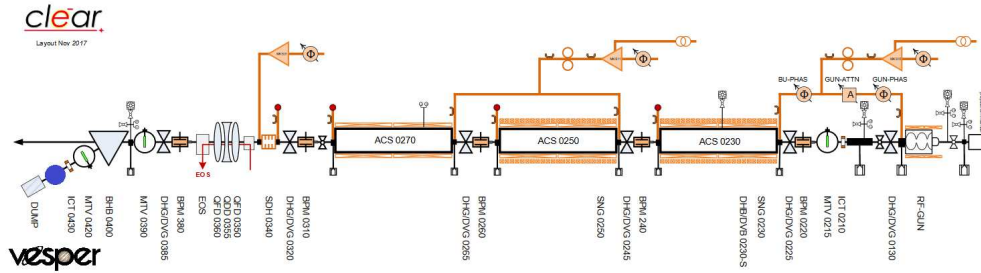 clear
Layout Nov 2017
BU-PHAS
GUN-ATTN
GUN-PHAS
Φ
Φ
Φ
A
Φ
Φ
ACS 0270
ACS 0250
ACS 0230
EOS
DUMP
ICT 0430
MTV 0420
BHB 0400
MTV 0390
DHG/DVG 0385
BPM 380
EOS
QFD 0360
QDD 0355
QFD 0350
SDH 0340
DHG/DVG 0320
BPM 0310
DHG/DVG 0265
BPM 0260
SNG 0250
DHG/DVG 0245
BPM 240
DHB/DVB 0230-S
SNG 0230
DHG/DVG 0225
BPM 0220
MTV 0215
ICT 0210
DHG/DVG 0130
RF-GUN
vesper